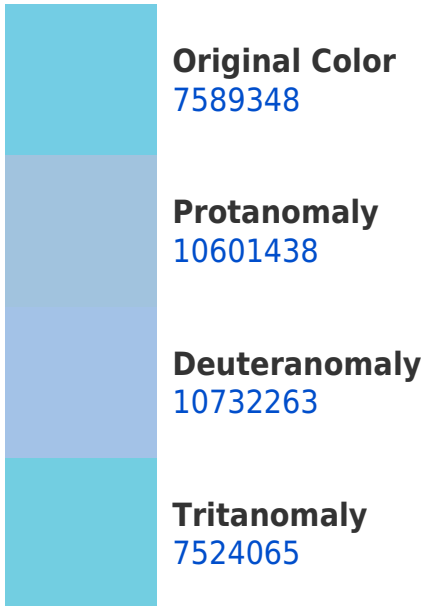 Original Color
7589348
Protanomaly
10601438
Deuteranomaly
10732263
Tritanomaly
7524065